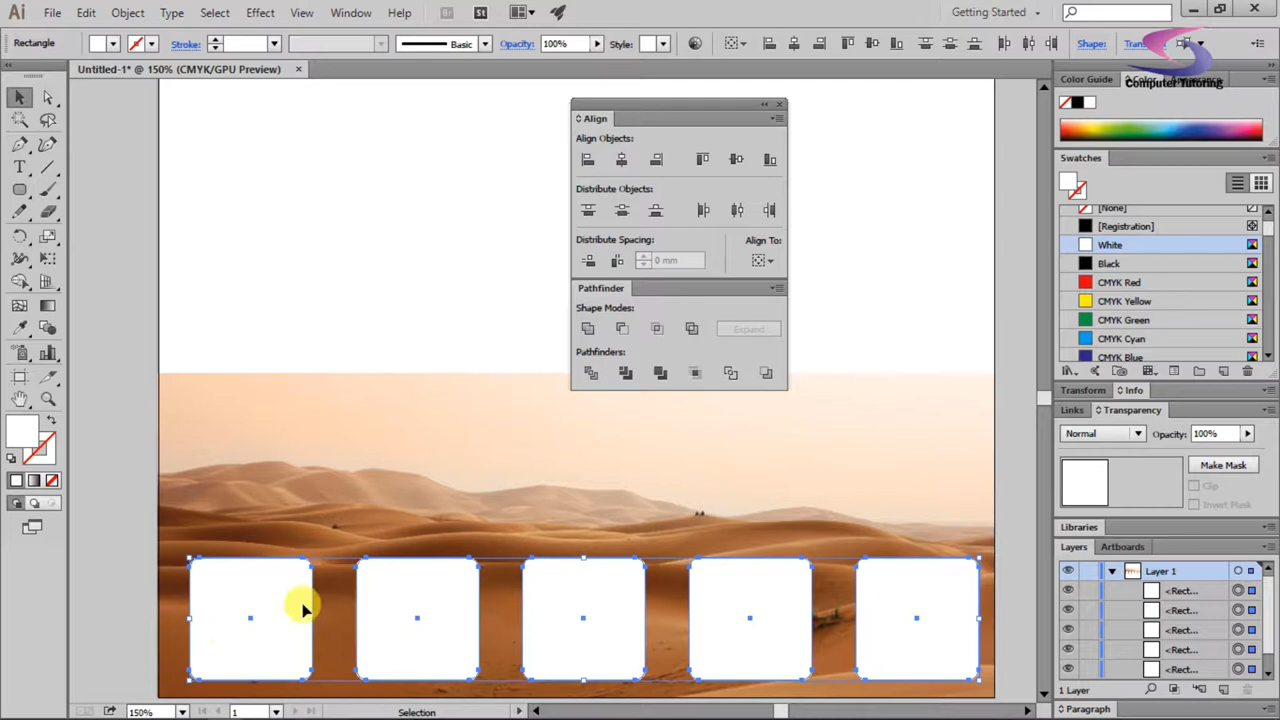 Ai File Edit Object Type Select Effect View Window Help Br St Getting Started
Rectangle Stroke: Basic Opacity: 100% Style: Shape:
Untitled-1* @ 150% (CMYK/GPU Preview)
Computer Tutoring
Align
Align Objects:
Distribute Objects:
Distribute Spacing: Align To:
0 mm
Pathfinder
Shape Modes:
Expand
Pathfinders:
Color Guide Color Appearance
Swatches
[None]
[Registration]
White
Black
CMYK Red
CMYK Yellow
CMYK Green
CMYK Cyan
CMYK Blue
Transform Info
Links Transparency
Normal Opacity: 100%
Make Mask
Clip
Invert Mask
Libraries
Layers Artboards
Layer 1
<Rect...
<Rect...
<Rect...
<Rect...
<Rect...
1 Layer
Paragraph
150% 1 Selection